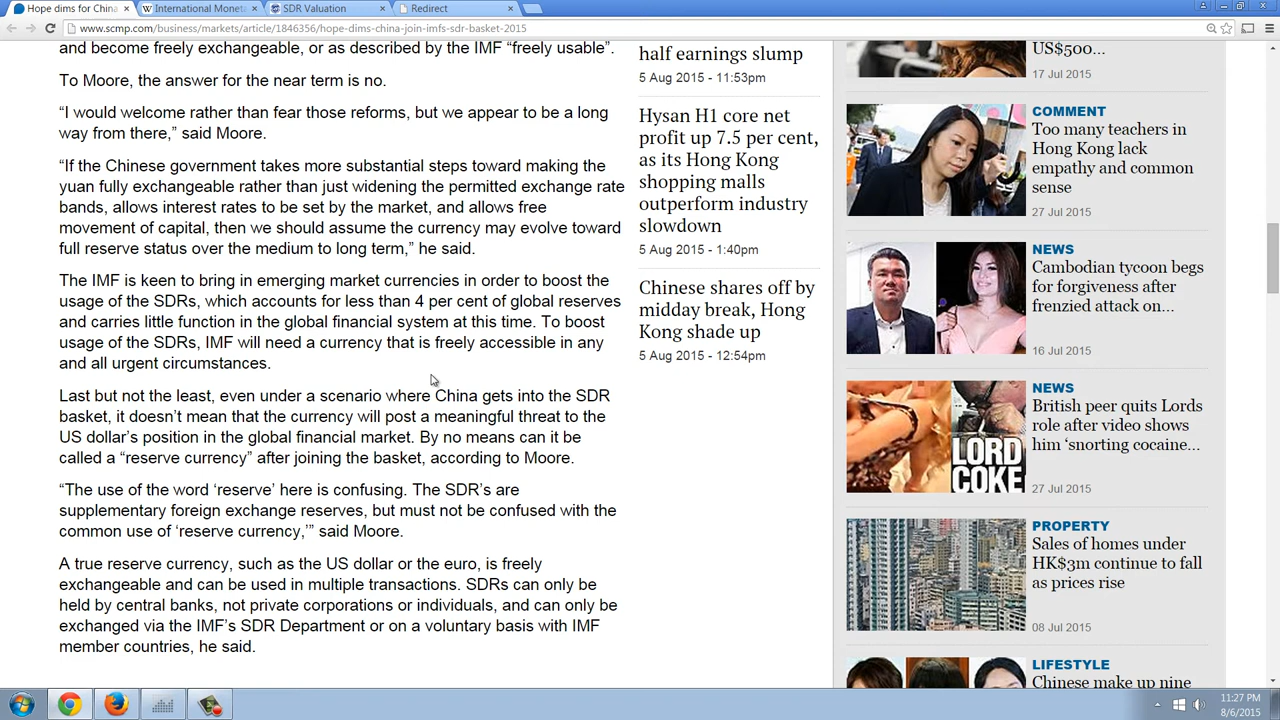 Hope dims for China
International Moneta
SDR Valuation
Redirect
www.scmp.com/business/markets/article/1846356/hope-dims-china-join-imfs-sdr-basket-2015
and become freely exchangeable, or as described by the IMF “freely usable”.
To Moore, the answer for the near term is no.
“I would welcome rather than fear those reforms, but we appear to be a long
way from there,” said Moore.
“If the Chinese government takes more substantial steps toward making the
yuan fully exchangeable rather than just widening the permitted exchange rate
bands, allows interest rates to be set by the market, and allows free
movement of capital, then we should assume the currency may evolve toward
full reserve status over the medium to long term,” he said.
The IMF is keen to bring in emerging market currencies in order to boost the
usage of the SDRs, which accounts for less than 4 per cent of global reserves
and carries little function in the global financial system at this time. To boost
usage of the SDRs, IMF will need a currency that is freely accessible in any
and all urgent circumstances.
Last but not the least, even under a scenario where China gets into the SDR
basket, it doesn’t mean that the currency will post a meaningful threat to the
US dollar’s position in the global financial market. By no means can it be
called a “reserve currency” after joining the basket, according to Moore.
“The use of the word ‘reserve’ here is confusing. The SDR’s are
supplementary foreign exchange reserves, but must not be confused with the
common use of ‘reserve currency,’” said Moore.
A true reserve currency, such as the US dollar or the euro, is freely
exchangeable and can be used in multiple transactions. SDRs can only be
held by central banks, not private corporations or individuals, and can only be
exchanged via the IMF’s SDR Department or on a voluntary basis with IMF
member countries, he said.
half earnings slump
5 Aug 2015 - 11:53pm
Hysan H1 core net
profit up 7.5 per cent,
as its Hong Kong
shopping malls
outperform industry
slowdown
5 Aug 2015 - 1:40pm
Chinese shares off by
midday break, Hong
Kong shade up
5 Aug 2015 - 12:54pm
US$500...
17 Jul 2015
COMMENT
Too many teachers in
Hong Kong lack
empathy and common
sense
27 Jul 2015
NEWS
Cambodian tycoon begs
for forgiveness after
frenzied attack on...
16 Jul 2015
NEWS
British peer quits Lords
role after video shows
him ‘snorting cocaine...
27 Jul 2015
LORD
COKE
PROPERTY
Sales of homes under
HK$3m continue to fall
as prices rise
08 Jul 2015
LIFESTYLE
Chinese make up nine
11:27 PM
8/6/2015